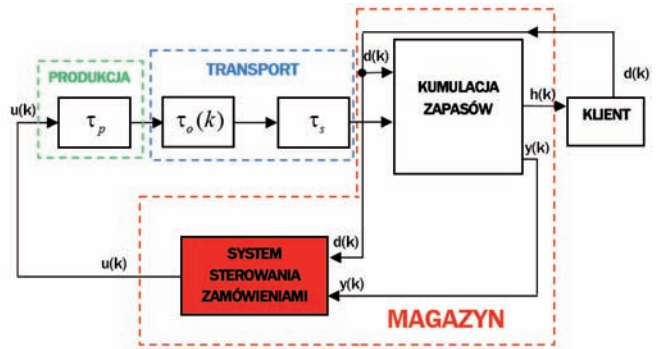 PRODUKCJA
TRANSPORT
u(k)
τp
τo(k)
τs
d(k)
KUMULACJA
ZAPASÓW
h(k)
y(k)
d(k)
KLIENT
u(k)
SYSTEM
STEROWANIA
ZAMÓWIENIAMI
d(k)
y(k)
MAGAZYN